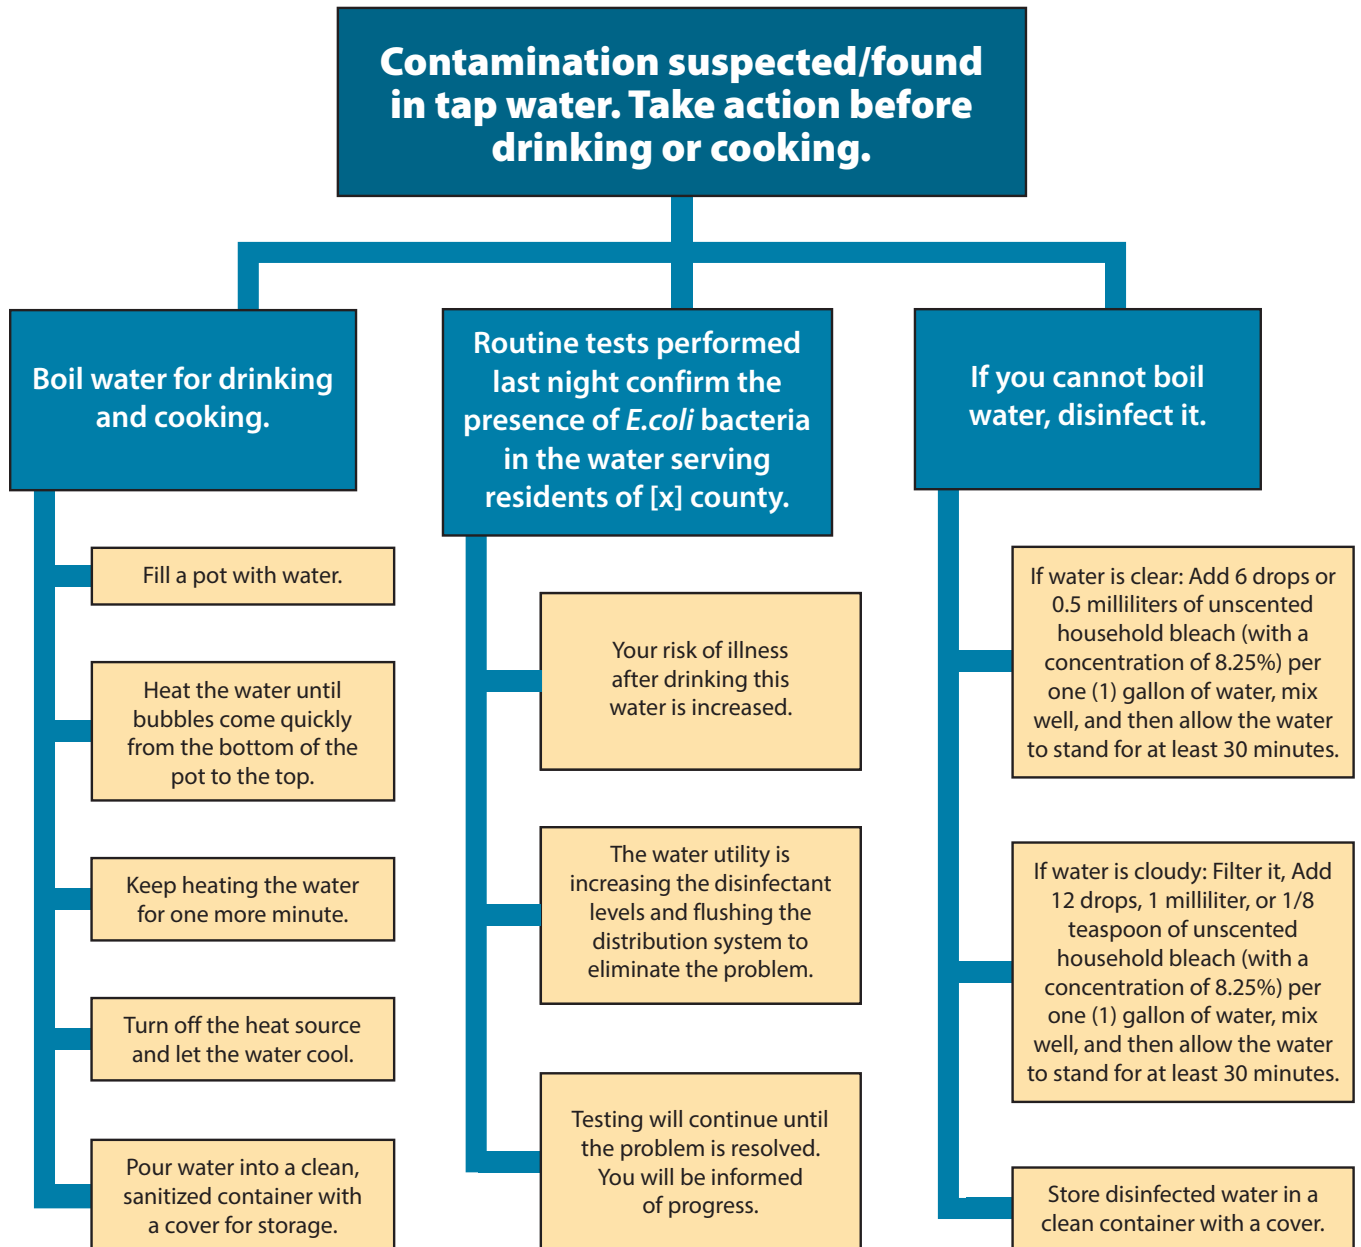 Contamination suspected/found
in tap water. Take action before
drinking or cooking.
Boil water for drinking
and cooking.
Fill a pot with water.
Heat the water until
bubbles come quickly
from the bottom of the
pot to the top.
Keep heating the water
for one more minute.
Turn off the heat source
and let the water cool.
Pour water into a clean,
sanitized container with
a cover for storage.
Routine tests performed
last night confirm the
presence of E.coli bacteria
in the water serving
residents of [x] county.
Your risk of illness
after drinking this
water is increased.
The water utility is
increasing the disinfectant
levels and flushing the
distribution system to
eliminate the problem.
Testing will continue until
the problem is resolved.
You will be informed
of progress.
If you cannot boil
water, disinfect it.
If water is clear: Add 6 drops or
0.5 milliliters of unscented
household bleach (with a
concentration of 8.25%) per
one (1) gallon of water, mix
well, and then allow the water
to stand for at least 30 minutes.
If water is cloudy: Filter it, Add
12 drops, 1 milliliter, or 1/8
teaspoon of unscented
household bleach (with a
concentration of 8.25%) per
one (1) gallon of water, mix
well, and then allow the water
to stand for at least 30 minutes.
Store disinfected water in a
clean container with a cover.